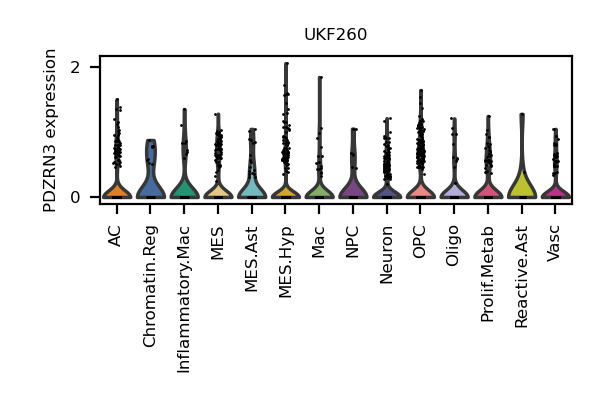 UKF260
PDZRN3 expression
2
0
AC
Chromatin.Reg
Inflammatory.Mac
MES
MES.Ast
MES.Hyp
Mac
NPC
Neuron
OPC
Oligo
Prolif.Metab
Reactive.Ast
Vasc